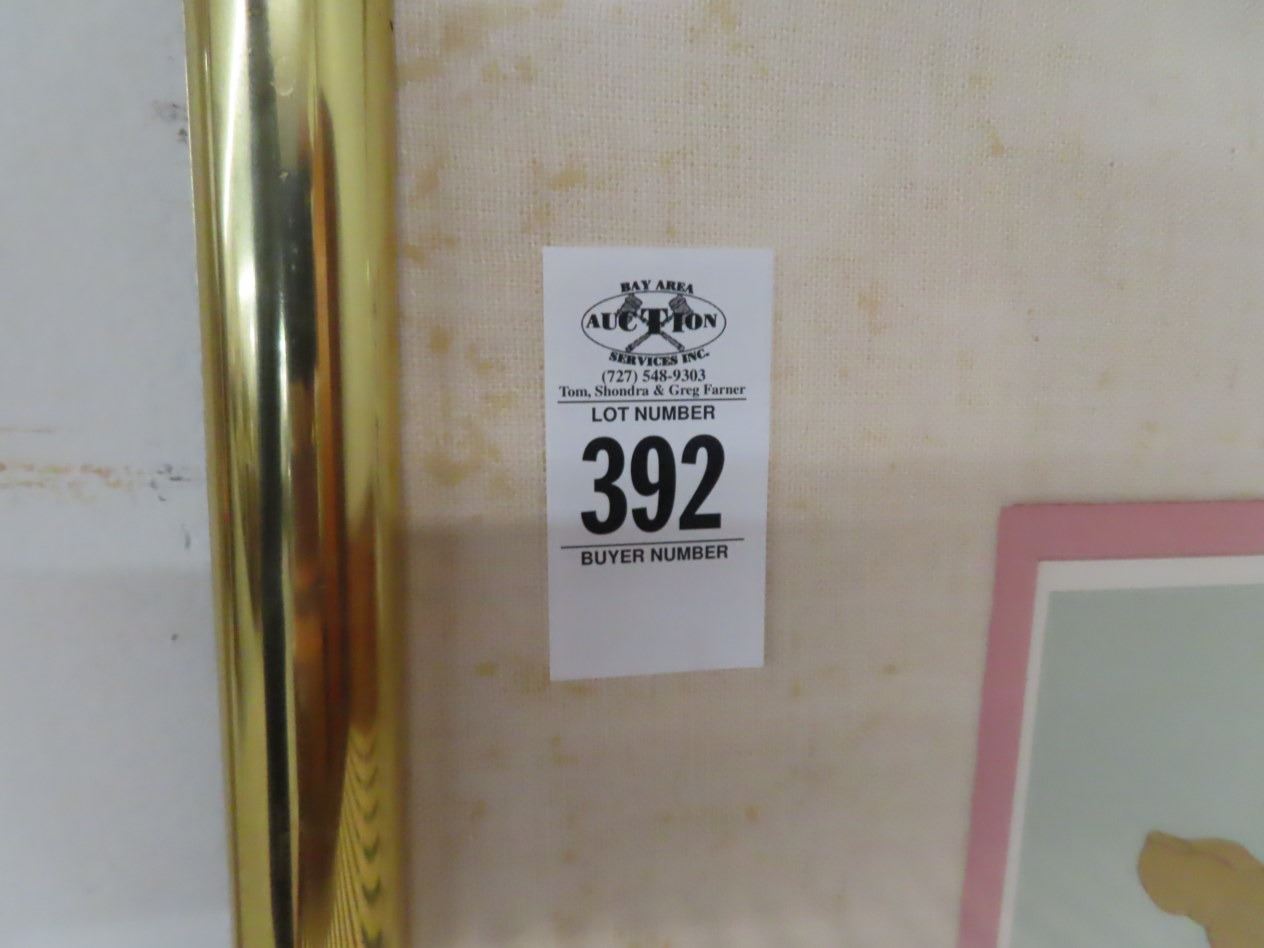 BAY AREA
AUCTION
SERVICES INC.
(727) 548-9303
Tom, Shondra & Greg Farner
LOT NUMBER
392
BUYER NUMBER